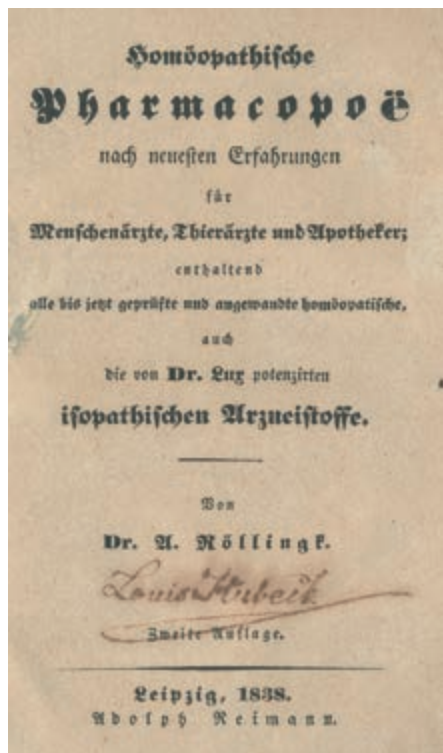 Homöopathische
Pharmacopoë
nach neuesten Erfahrungen
für
Menschenärzte, Thierärzte und Apotheker;
enthaltend
alle bis jetzt geprüfte und angewandte homöopatische,
auch
die von Dr. Lux potenzirten
isopathischen Arzneistoffe.
Von
Dr. A. Röllingk.
Louis
Zweite Auflage.
Leipzig, 1838.
Adolph Reimann.